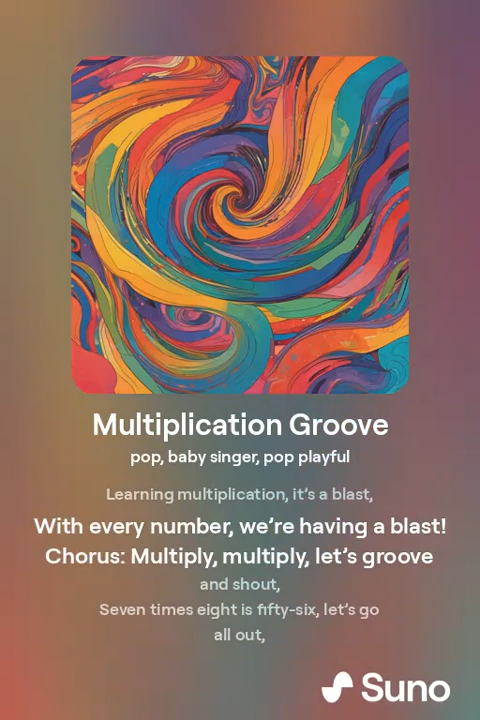 Multiplication Groove
pop, baby singer, pop playful
Learning multiplication, it's a blast,
With every number, we're having a blast!
Chorus: Multiply, multiply, let's groove
and shout,
Seven times eight is fifty-six, let's go
all out,
Suno